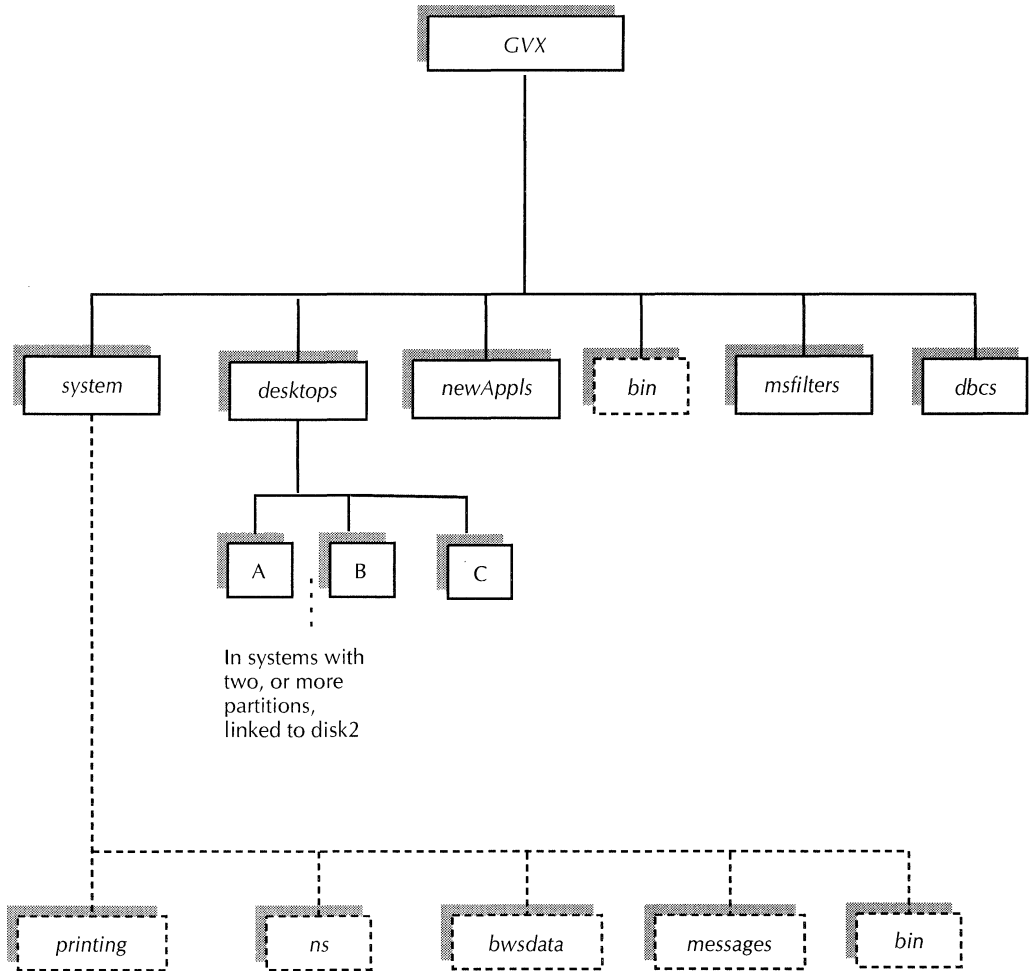 GVX
system
desktops
newAppls
bin
msfilters
dbcs
A
B
C
In systems with
two, or more
partitions,
linked to disk2
printing
ns
bwsdata
messages
bin